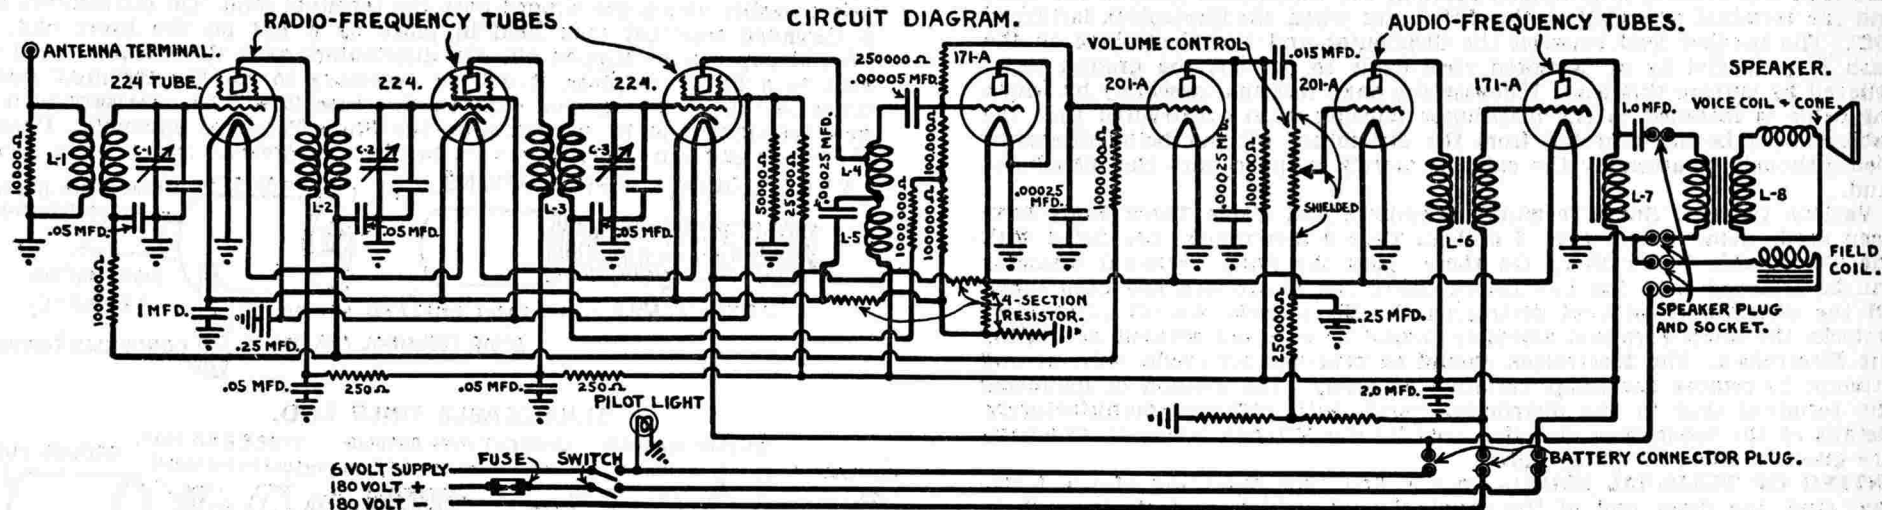 RADIO-FREQUENCY TUBES.
CIRCUIT DIAGRAM.
AUDIO-FREQUENCY TUBES.
ANTENNA TERMINAL.
224 TUBE.
224.
224.
250000 Ω
.00005 MFD.
171-A
VOLUME CONTROL
.015 MFD.
201-A
201-A
171-A
SPEAKER.
1.0 MFD.
VOICE COIL & CONE.
10000 Ω
L-1
C-1
.05 MFD.
L-2
C-2
.05 MFD.
L-3
C-3
.05 MFD.
50000 Ω
25000 Ω
.00025 MFD.
L-4
L-5
SHIELDED
.00025 MFD.
.00025 MFD.
L-6
L-7
L-8
FIELD COIL.
1 MFD.
.25 MFD.
4-SECTION
RESISTOR.
.25 MFD.
SPEAKER PLUG
AND SOCKET.
.05 MFD.
250 Ω
.05 MFD.
250 Ω
2.0 MFD.
PILOT LIGHT
6 VOLT SUPPLY
FUSE
SWITCH
180 VOLT +
180 VOLT -
BATTERY CONNECTOR PLUG.